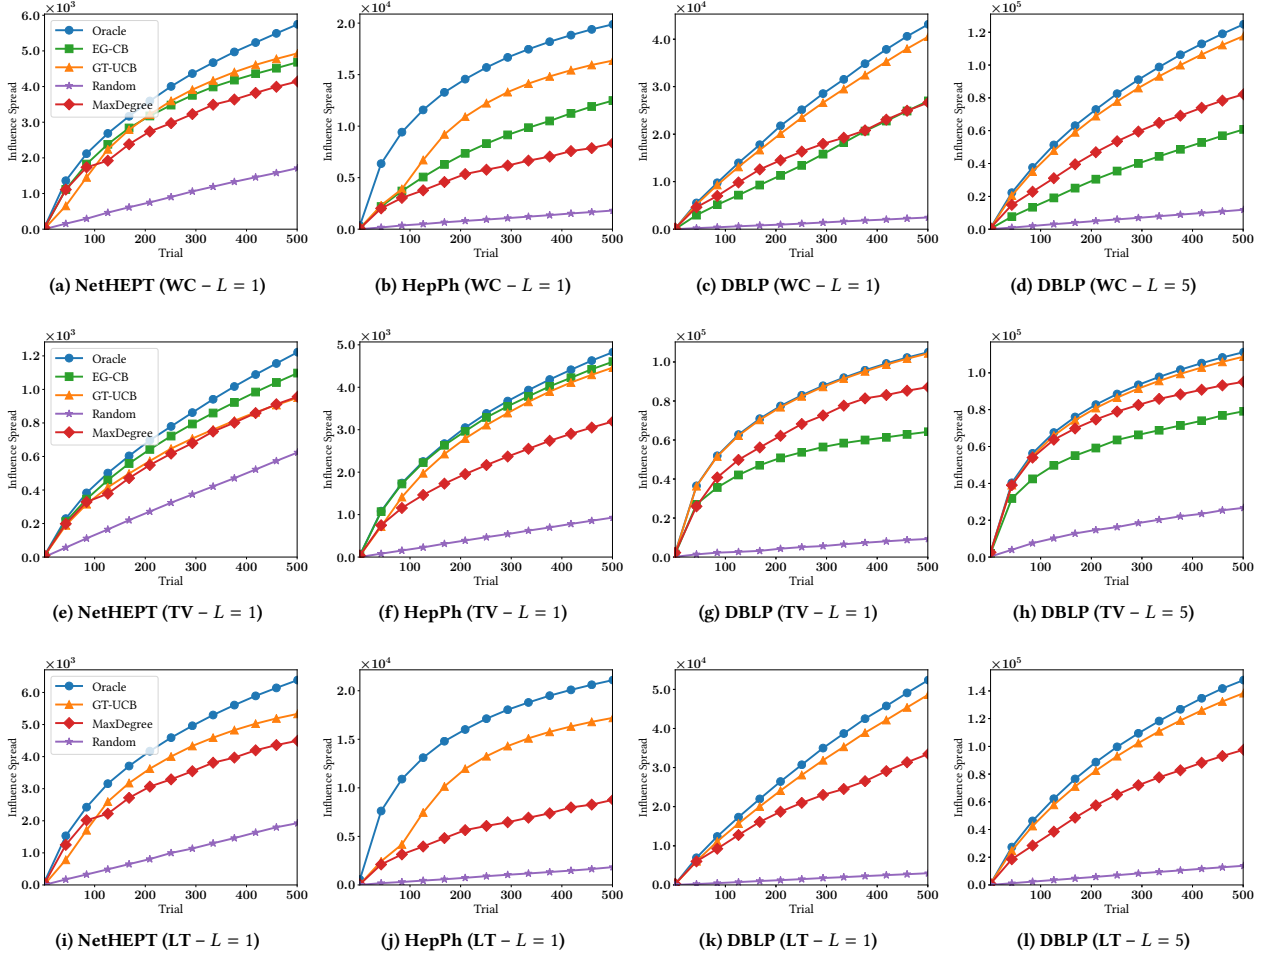 ×10³
6.0
5.0
4.0
3.0
2.0
1.0
0.0
Influence Spread
Oracle
EG-CB
GT-UCB
Random
MaxDegree
100 200 300 400 500
Trial
(a) NetHEPT (WC – L = 1)
×10⁴
2.0
1.5
1.0
0.5
0.0
Influence Spread
100 200 300 400 500
Trial
(b) HepPh (WC – L = 1)
×10⁴
4.0
3.0
2.0
1.0
0.0
Influence Spread
100 200 300 400 500
Trial
(c) DBLP (WC – L = 1)
×10⁵
1.2
1.0
0.8
0.6
0.4
0.2
0.0
Influence Spread
100 200 300 400 500
Trial
(d) DBLP (WC – L = 5)
×10³
1.2
1.0
0.8
0.6
0.4
0.2
0.0
Influence Spread
Oracle
EG-CB
GT-UCB
Random
MaxDegree
100 200 300 400 500
Trial
(e) NetHEPT (TV – L = 1)
×10³
5.0
4.0
3.0
2.0
1.0
0.0
Influence Spread
100 200 300 400 500
Trial
(f) HepPh (TV – L = 1)
×10⁵
1.0
0.8
0.6
0.4
0.2
0.0
Influence Spread
100 200 300 400 500
Trial
(g) DBLP (TV – L = 1)
×10⁵
1.0
0.8
0.6
0.4
0.2
0.0
Influence Spread
100 200 300 400 500
Trial
(h) DBLP (TV – L = 5)
×10³
6.0
5.0
4.0
3.0
2.0
1.0
0.0
Influence Spread
Oracle
GT-UCB
MaxDegree
Random
100 200 300 400 500
Trial
(i) NetHEPT (LT – L = 1)
×10⁴
2.0
1.5
1.0
0.5
0.0
Influence Spread
100 200 300 400 500
Trial
(j) HepPh (LT – L = 1)
×10⁴
5.0
4.0
3.0
2.0
1.0
0.0
Influence Spread
100 200 300 400 500
Trial
(k) DBLP (LT – L = 1)
×10⁵
1.4
1.2
1.0
0.8
0.6
0.4
0.2
0.0
Influence Spread
100 200 300 400 500
Trial
(l) DBLP (LT – L = 5)